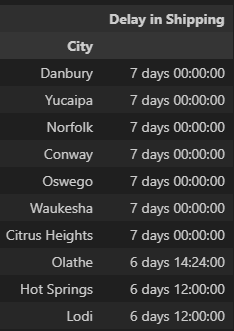 Delay in Shipping
City
Danbury 7 days 00:00:00
Yucaipa 7 days 00:00:00
Norfolk 7 days 00:00:00
Conway 7 days 00:00:00
Oswego 7 days 00:00:00
Waukesha 7 days 00:00:00
Citrus Heights 7 days 00:00:00
Olathe 6 days 14:24:00
Hot Springs 6 days 12:00:00
Lodi 6 days 12:00:00